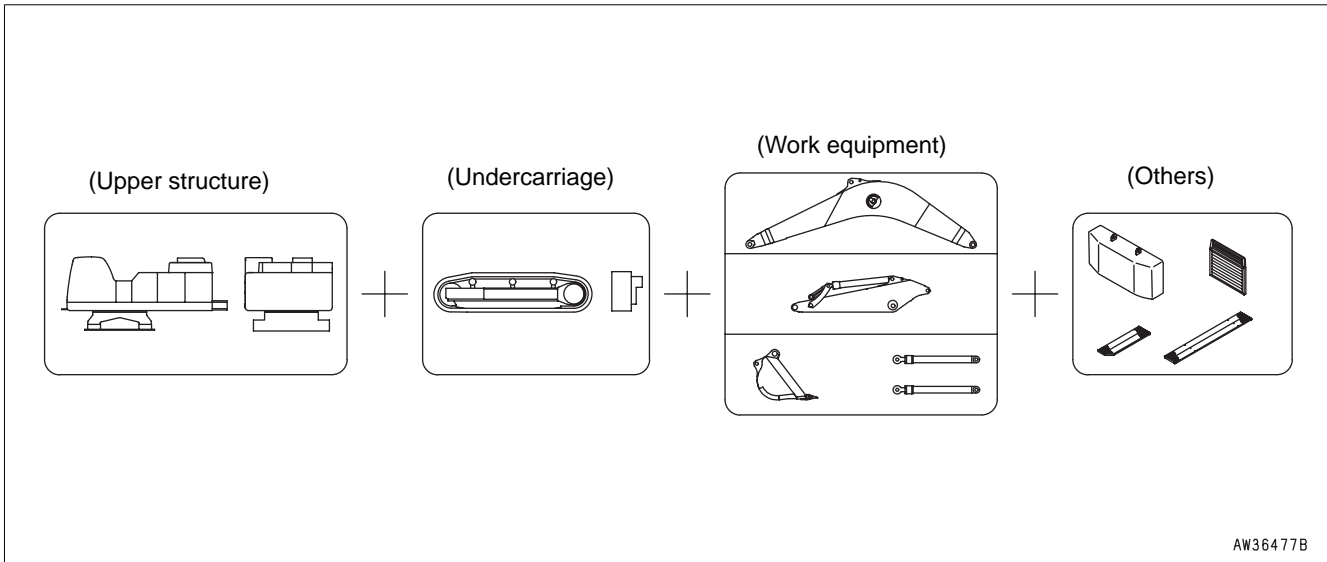 (Upper structure)
(Undercarriage)
(Work equipment)
(Others)
AW36477B